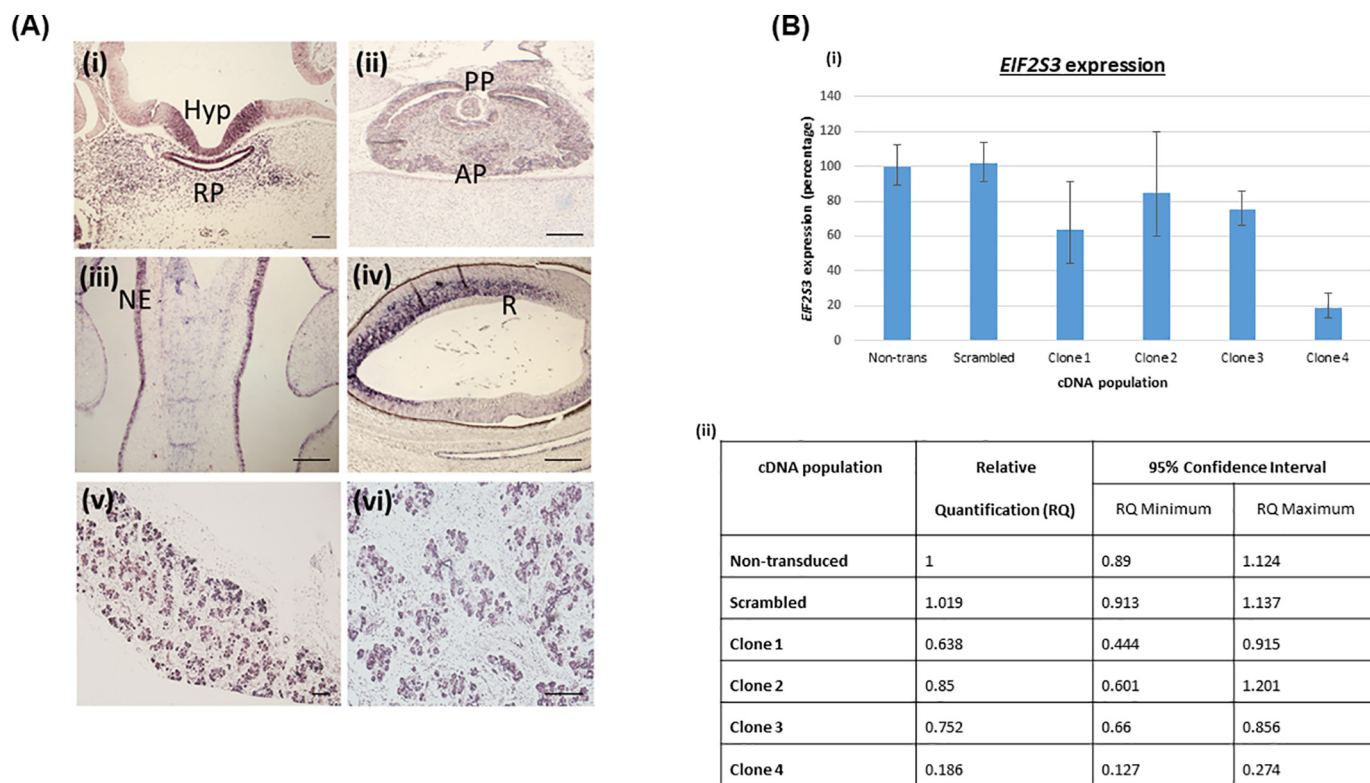 (A)
(i)
Hyp
RP
(ii)
PP
AP
(iii)
NE
(iv)
R
(v)
(vi)
(B)
(i)
EIF2S3 expression
EIF2S3 expression (percentage)
140
120
100
80
60
40
20
0
Non-trans Scrambled Clone 1 Clone 2 Clone 3 Clone 4
cDNA population
(ii)
cDNA population Relative Quantification (RQ) 95% Confidence Interval
RQ Minimum RQ Maximum
Non-transduced 1 0.89 1.124
Scrambled 1.019 0.913 1.137
Clone 1 0.638 0.444 0.915
Clone 2 0.85 0.601 1.201
Clone 3 0.752 0.66 0.856
Clone 4 0.186 0.127 0.274